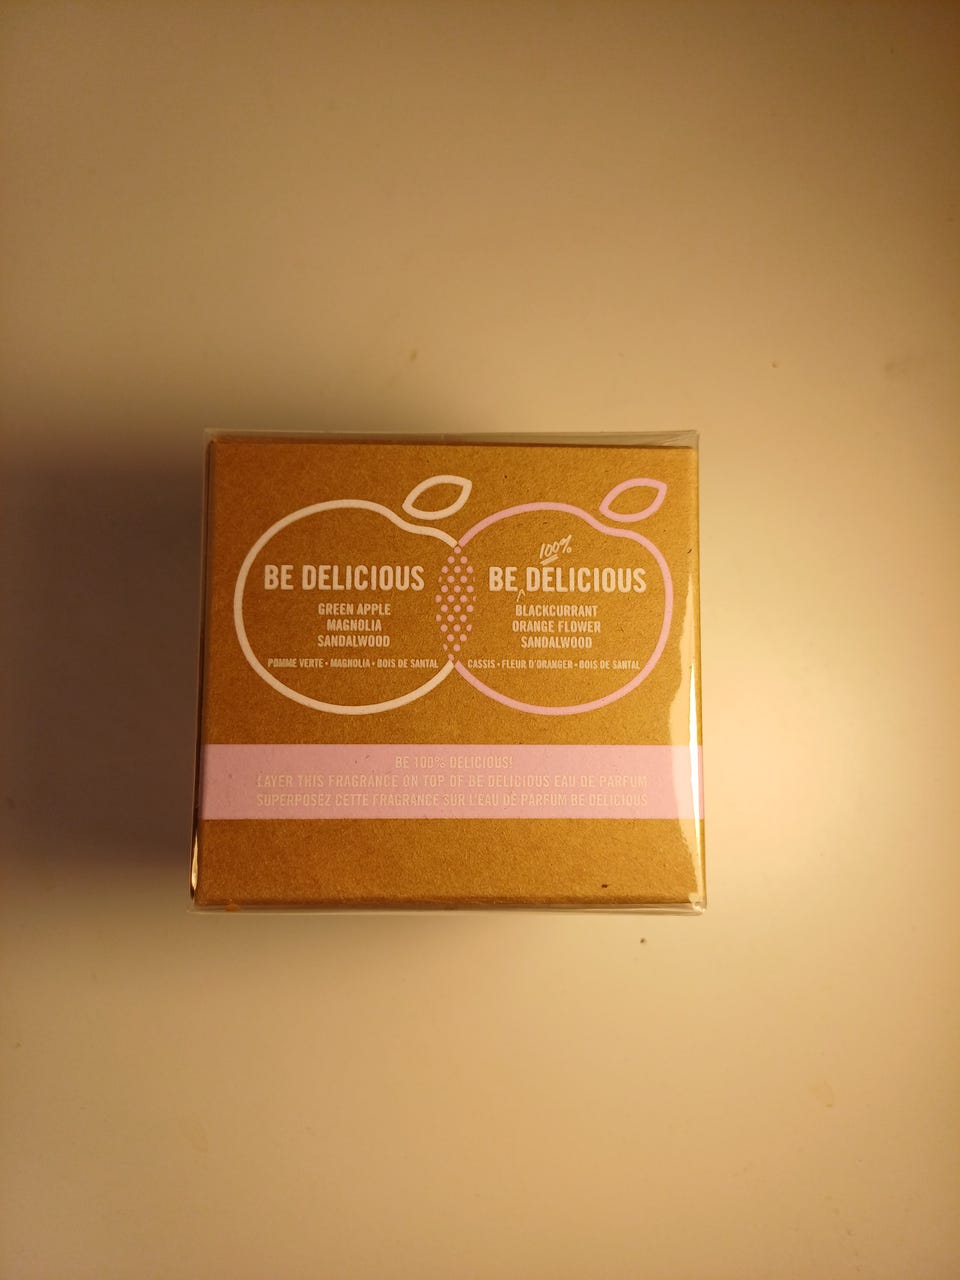 BE DELICIOUS
GREEN APPLE
MAGNOLIA
SANDALWOOD
POMME VERTE • MAGNOLIA • BOIS DE SANTAL
100%
BE DELICIOUS
BLACKCURRANT
ORANGE FLOWER
SANDALWOOD
CASSIS • FLEUR D'ORANGER • BOIS DE SANTAL
BE 100% DELICIOUS!
LAYER THIS FRAGRANCE ON TOP OF BE DELICIOUS EAU DE PARFUM
SUPERPOSEZ CETTE FRAGRANCE SUR L'EAU DE PARFUM BE DELICIOUS